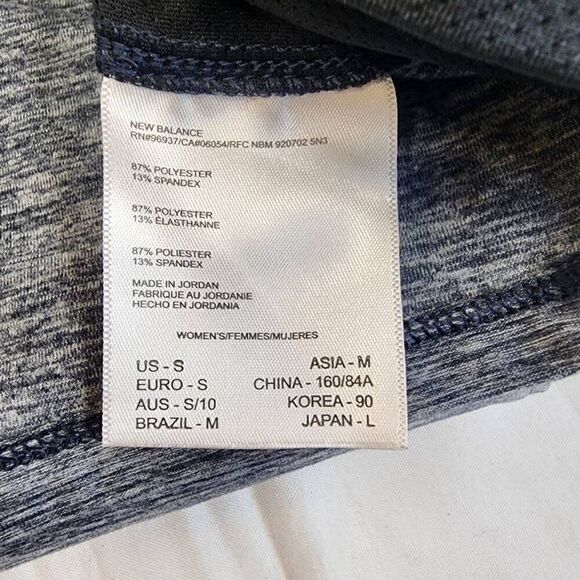 NEW BALANCE
RN#96937/CA#06054/RFC NBM 920702 5N3
87% POLYESTER
13% SPANDEX
87% POLYESTER
13% ÉLASTHANNE
87% POLIESTER
13% SPANDEX
MADE IN JORDAN
FABRIQUE AU JORDANIE
HECHO EN JORDANIA
WOMEN'S/FEMMES/MUJERES
US - S ASIA - M
EURO - S CHINA - 160/84A
AUS - S/10 KOREA - 90
BRAZIL - M JAPAN - L